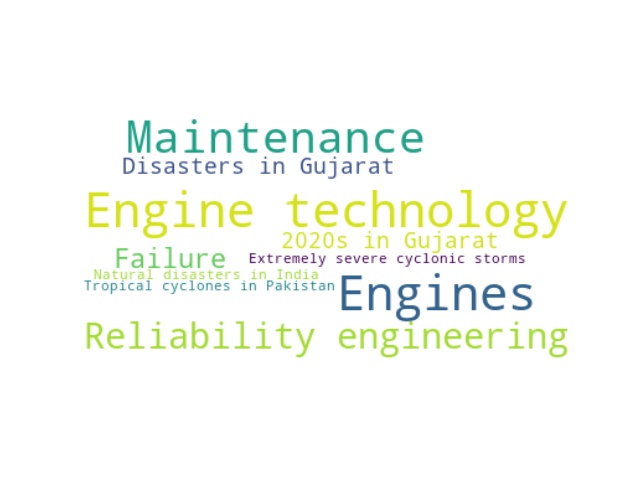 Maintenance
Disasters in Gujarat
Engine technology
2020s in Gujarat
Failure
Extremely severe cyclonic storms
Natural disasters in India
Tropical cyclones in Pakistan
Engines
Reliability engineering